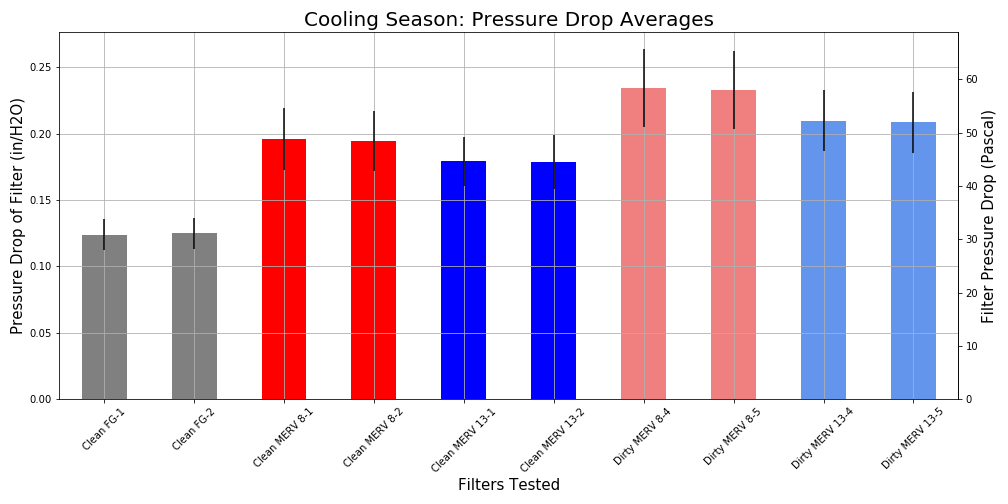 Cooling Season: Pressure Drop Averages
Pressure Drop of Filter (in/H2O)
0.25
0.20
0.15
0.10
0.05
0.00
60
50
40
30
20
10
0
Filter Pressure Drop (Pascal)
Clean FG-1
Clean FG-2
Clean MERV 8-1
Clean MERV 8-2
Clean MERV 13-1
Clean MERV 13-2
Dirty MERV 8-4
Dirty MERV 8-5
Dirty MERV 13-4
Dirty MERV 13-5
Filters Tested